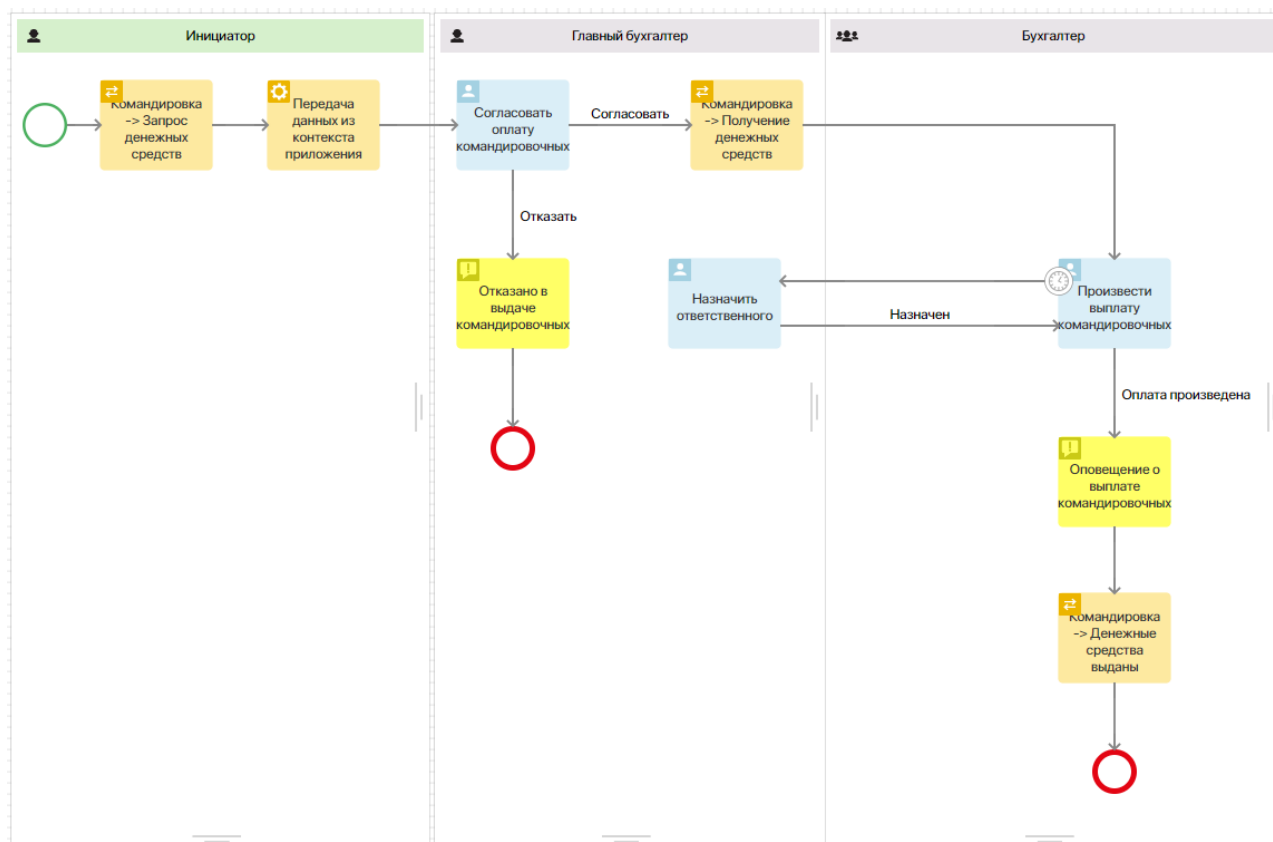 Инициатор
Главный бухгалтер
Бухгалтер
Командировка
-> Запрос
денежных
средств
Передача
данных из
контекста
приложения
Согласовать
оплату
командировочных
Согласовать
Командировка
-> Получение
денежных
средств
Отказать
Отказано в
выдаче
командировочных
Назначить
ответственного
Назначен
Произвести
выплату
командировочных
Оплата произведена
Оповещение о
выплате
командировочных
Командировка
-> Денежные
средства
выданы